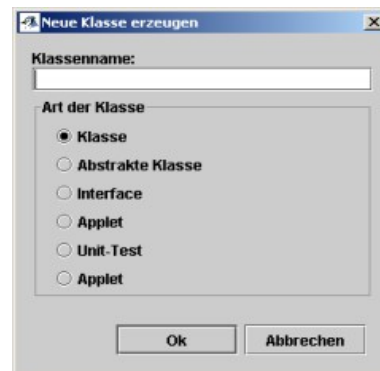 Neue Klasse erzeugen
Klassenname:
Art der Klasse
Klasse
Abstrakte Klasse
Interface
Applet
Unit-Test
Applet
Ok Abbrechen